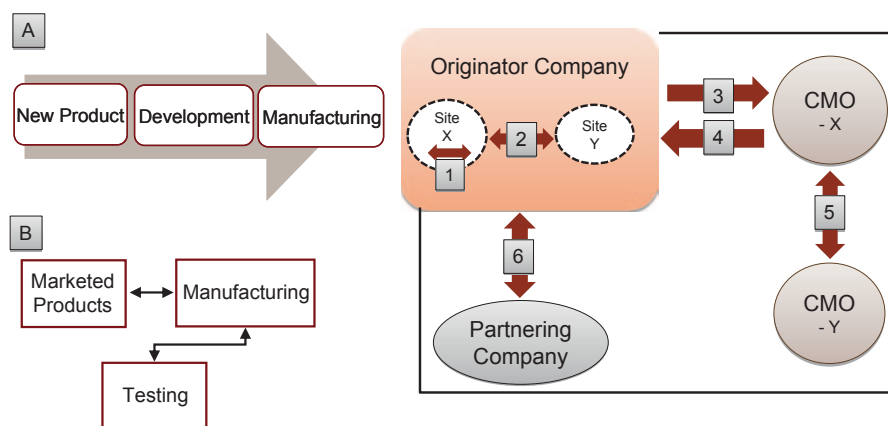 A
New Product
Development
Manufacturing
B
Marketed
Products
Manufacturing
Testing
Originator Company
Site
X
1
2
Site
Y
3
4
CMO
- X
5
CMO
- Y
6
Partnering
Company